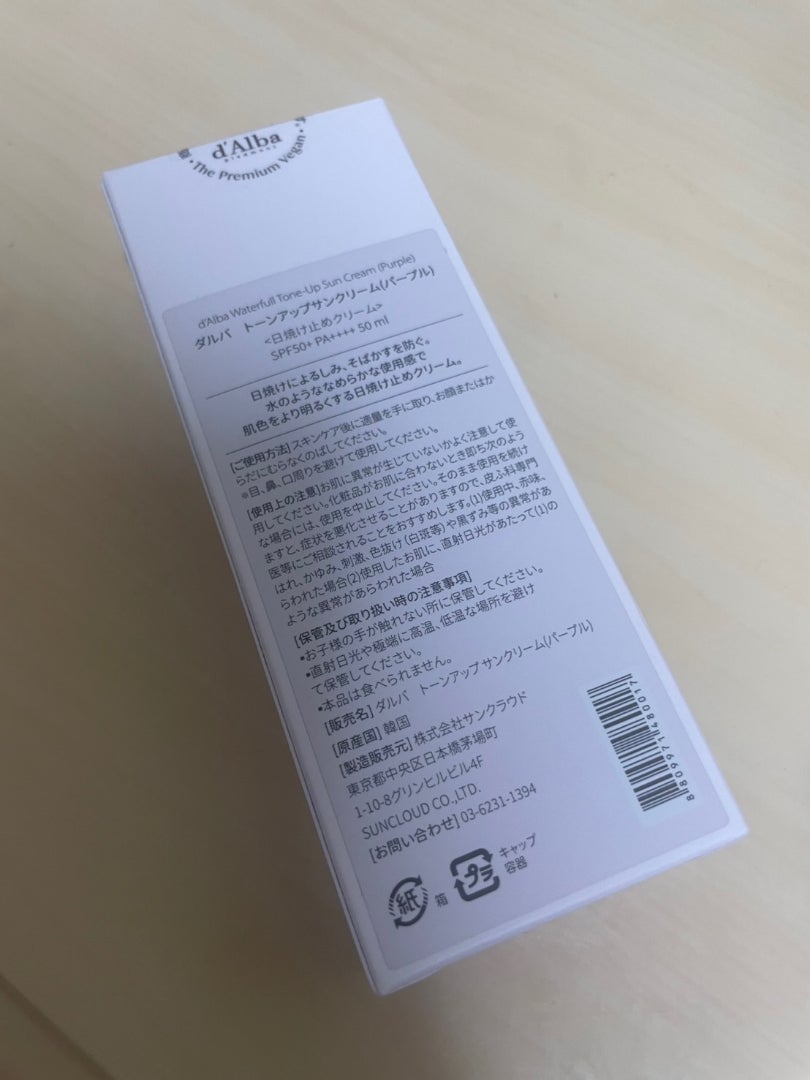 d'Alba
piedmont
The Premium Vegan
d'Alba Waterfull Tone-Up Sun Cream (Purple)
ダルバ トーンアップサンクリーム(パープル)
<日焼け止めクリーム>
SPF50+ PA++++ 50 ml
日焼けによるしみ、そばかすを防ぐ。
水のようななめらかな使用感で
肌色をより明るくする日焼け止めクリーム。
[ご使用方法] スキンケア後に適量を手に取り、お顔またはか
らだにむらなくのばしてください。
※目、鼻、口周りを避けて使用してください。
[使用上の注意]お肌に異常が生じていないかよく注意して使
用してください。化粧品がお肌に合わないとき即ち次のよう
な場合には、使用を中止してください。そのまま使用を続け
ますと、症状を悪化させることがありますので、皮ふ科専門
医等にご相談されることをおすすめします。(1)使用中、赤味、
はれ、かゆみ、刺激、色抜け(白斑等)や黒ずみ等の異常があ
らわれた場合(2)使用したお肌に、直射日光があたって(1)の
ような異常があらわれた場合
[保管及び取り扱い時の注意事項]
•お子様の手が触れない所に保管してください。
•直射日光や極端に高温、低温な場所を避け
て保管してください。
•本品は食べられません。
[販売名] ダルバ トーンアップ サンクリーム(パープル)
[原産国] 韓国
[製造販売元] 株式会社サンクラウド
東京都中央区日本橋茅場町
1-10-8グリンヒルビル4F
SUNCLOUD CO.,LTD.
[お問い合わせ] 03-6231-1394
8809971480017
紙 箱
プラ キャップ
容器